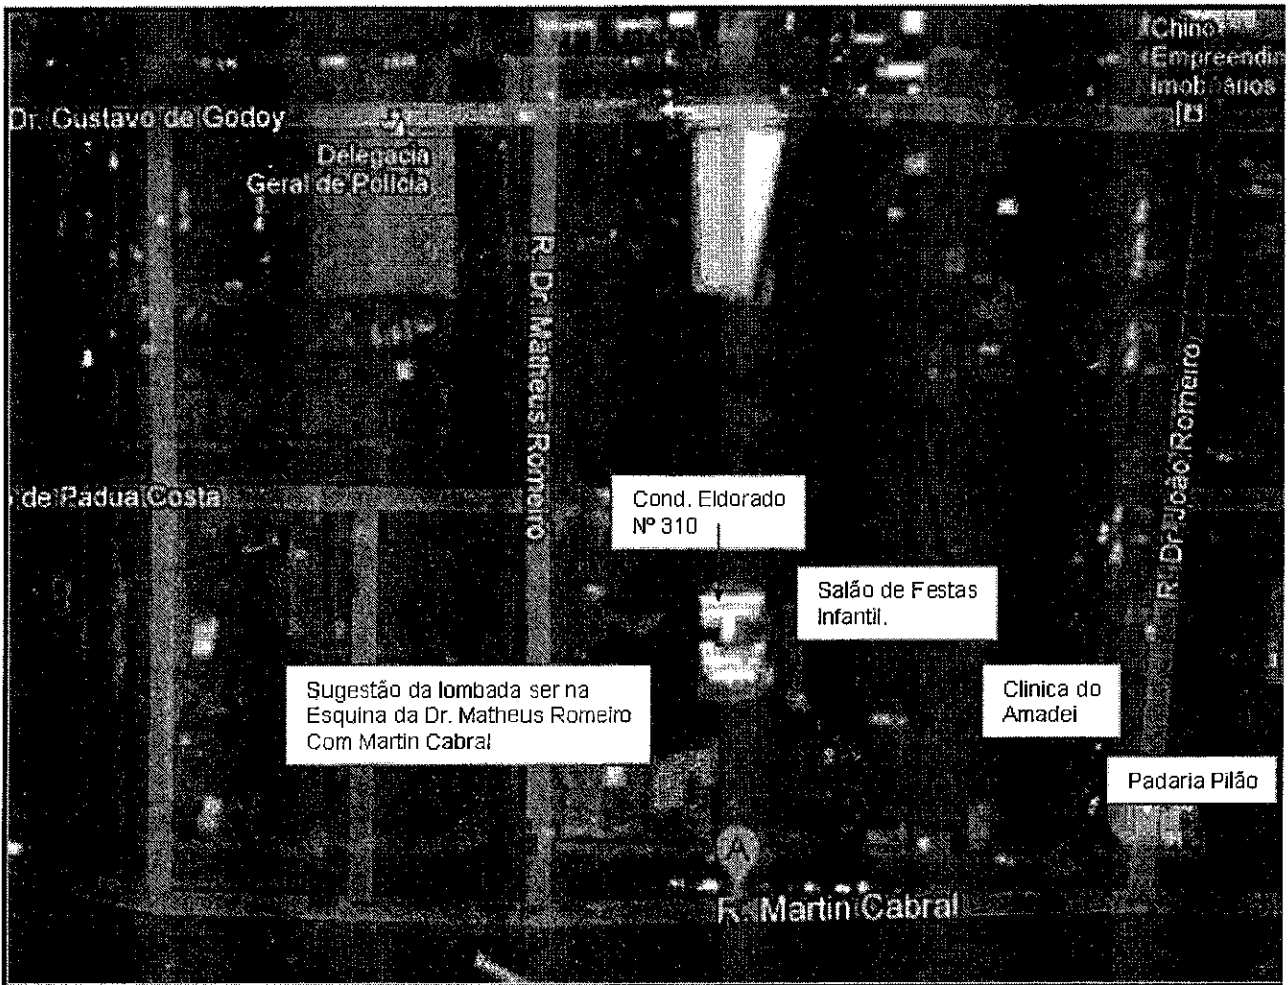 Chino
Empreendin
Imobiliários
Dr. Gustavo de Godoy
Delegacia
Geral de Polícia
R. Dr. Matheus Romeiro
R. Dr. João Romeiro
de Padua Costa
Cond. Eldorado
Nº 310
Salão de Festas
Infantil.
Sugestão da lombada ser na
Esquina da Dr. Matheus Romeiro
Com Martin Cabral
Clinica do
Amadei
Padaria Pilão
A
R. Martin Cabral